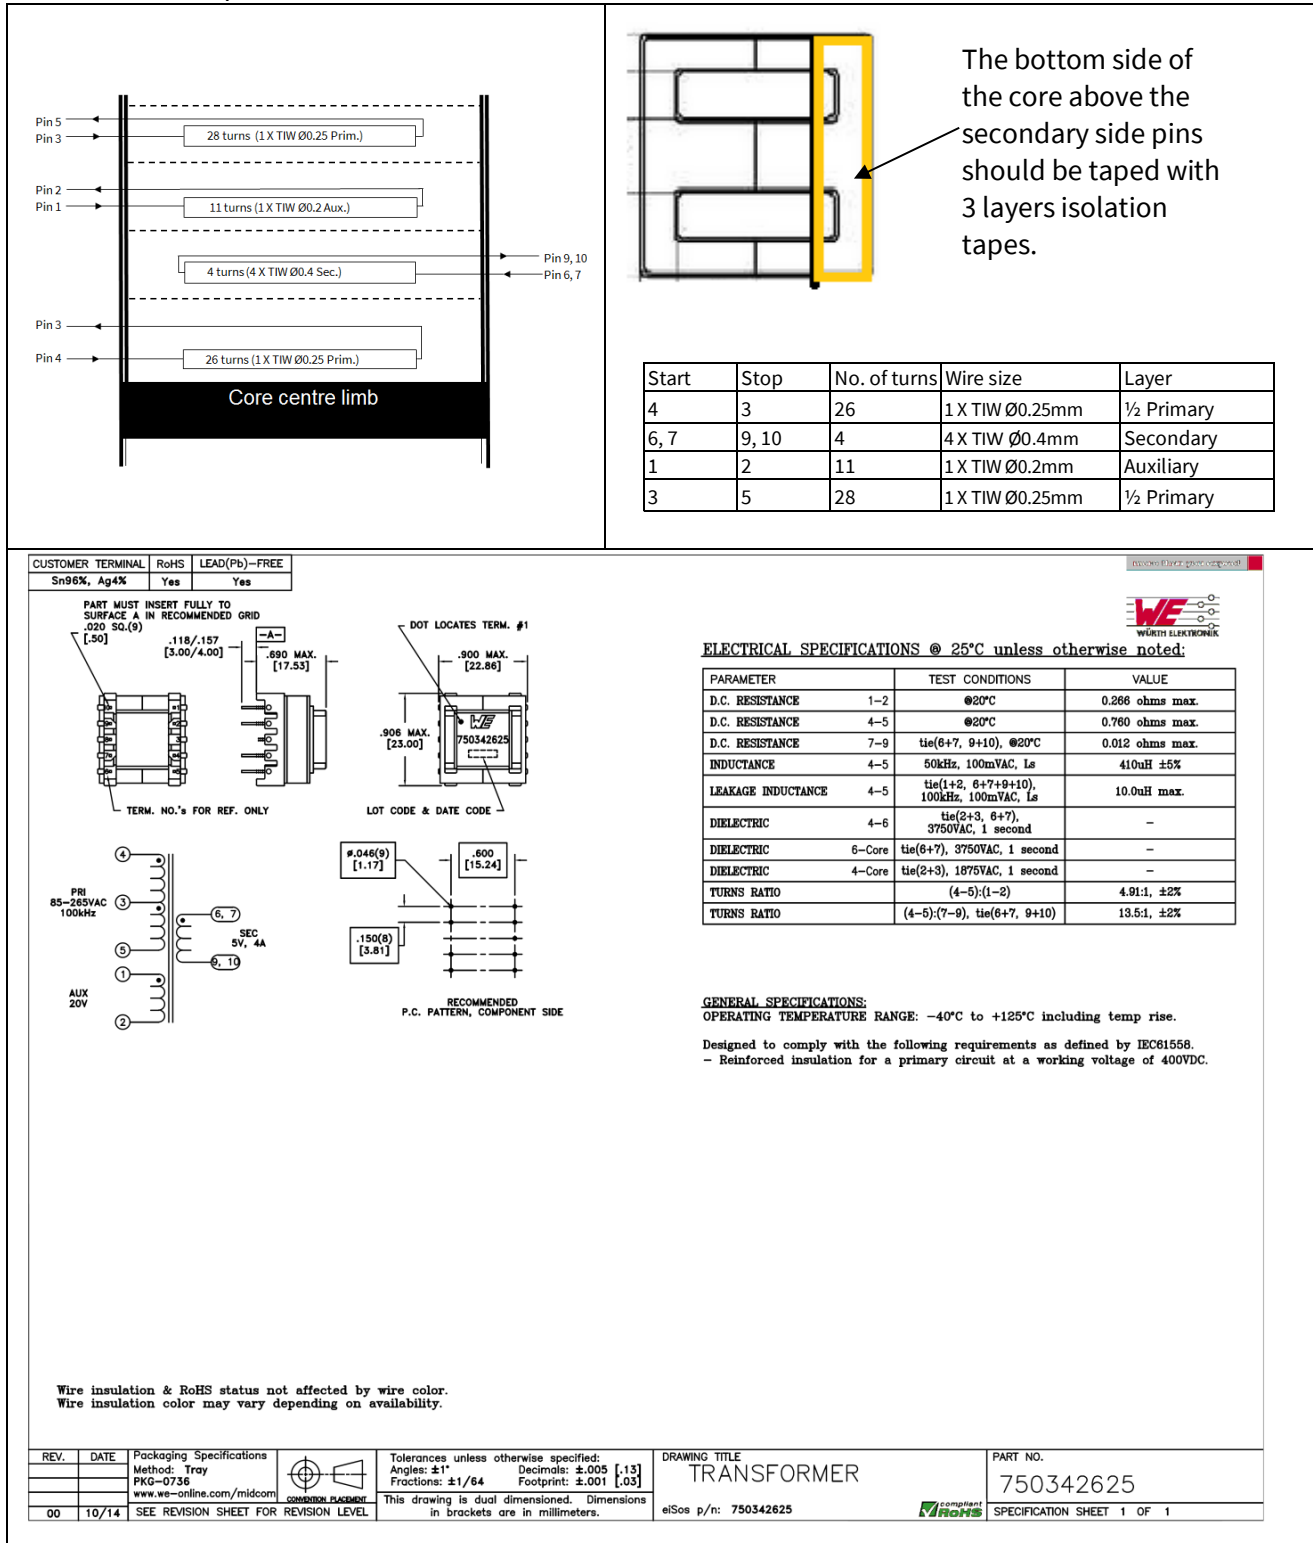 Pin 5
Pin 3
28 turns (1 X TIW Ø0.25 Prim.)
Pin 2
Pin 1
11 turns (1 X TIW Ø0.2 Aux.)
4 turns (4 X TIW Ø0.4 Sec.)
Pin 9, 10
Pin 6, 7
Pin 3
Pin 4
26 turns (1 X TIW Ø0.25 Prim.)
Core centre limb
The bottom side of
the core above the
secondary side pins
should be taped with
3 layers isolation
tapes.
Start Stop No. of turns Wire size Layer
4 3 26 1 X TIW Ø0.25mm ½ Primary
6, 7 9, 10 4 4 X TIW Ø0.4mm Secondary
1 2 11 1 X TIW Ø0.2mm Auxiliary
3 5 28 1 X TIW Ø0.25mm ½ Primary
CUSTOMER TERMINAL RoHS LEAD(Pb)-FREE
Sn96%, Ag4% Yes Yes
PART MUST INSERT FULLY TO
SURFACE A IN RECOMMENDED GRID
.020 SQ.(9)
[.50]
.118/.157
[3.00/4.00]
-A-
.690 MAX.
[17.53]
DOT LOCATES TERM. #1
.900 MAX.
[22.86]
.906 MAX.
[23.00]
WE
750342625
TERM. NO.'s FOR REF. ONLY
LOT CODE & DATE CODE
4
PRI
85-265VAC
100kHz
3
5
6, 7
SEC
5V, 4A
9, 10
1
AUX
20V
2
Ø.046(9)
[1.17]
.600
[15.24]
.150(8)
[3.81]
RECOMMENDED
P.C. PATTERN, COMPONENT SIDE
WE
WÜRTH ELEKTRONIK
ELECTRICAL SPECIFICATIONS @ 25°C unless otherwise noted:
PARAMETER TEST CONDITIONS VALUE
D.C. RESISTANCE 1-2 @20°C 0.266 ohms max.
D.C. RESISTANCE 4-5 @20°C 0.760 ohms max.
D.C. RESISTANCE 7-9 tie(6+7, 9+10), @20°C 0.012 ohms max.
INDUCTANCE 4-5 50kHz, 100mVAC, Ls 410uH ±5%
LEAKAGE INDUCTANCE 4-5 tie(1+2, 6+7+9+10), 100kHz, 100mVAC, Ls 10.0uH max.
DIELECTRIC 4-6 tie(2+3, 6+7), 3750VAC, 1 second -
DIELECTRIC 6-Core tie(6+7), 3750VAC, 1 second -
DIELECTRIC 4-Core tie(2+3), 1875VAC, 1 second -
TURNS RATIO (4-5):(1-2) 4.91:1, ±2%
TURNS RATIO (4-5):(7-9), tie(6+7, 9+10) 13.5:1, ±2%
GENERAL SPECIFICATIONS:
OPERATING TEMPERATURE RANGE: -40°C to +125°C including temp rise.
Designed to comply with the following requirements as defined by IEC61558.
- Reinforced insulation for a primary circuit at a working voltage of 400VDC.
Wire insulation & RoHS status not affected by wire color.
Wire insulation color may vary depending on availability.
REV. DATE
00 10/14
Packaging Specifications
Method: Tray
PKG-0736
www.we-online.com/midcom
CONVENTION PLACEMENT
SEE REVISION SHEET FOR REVISION LEVEL
Tolerances unless otherwise specified:
Angles: ±1° Decimals: ±.005 [.13]
Fractions: ±1/64 Footprint: ±.001 [.03]
This drawing is dual dimensioned. Dimensions
in brackets are in millimeters.
DRAWING TITLE
TRANSFORMER
eiSos p/n: 750342625
compliant
RoHS
PART NO.
750342625
SPECIFICATION SHEET 1 OF 1